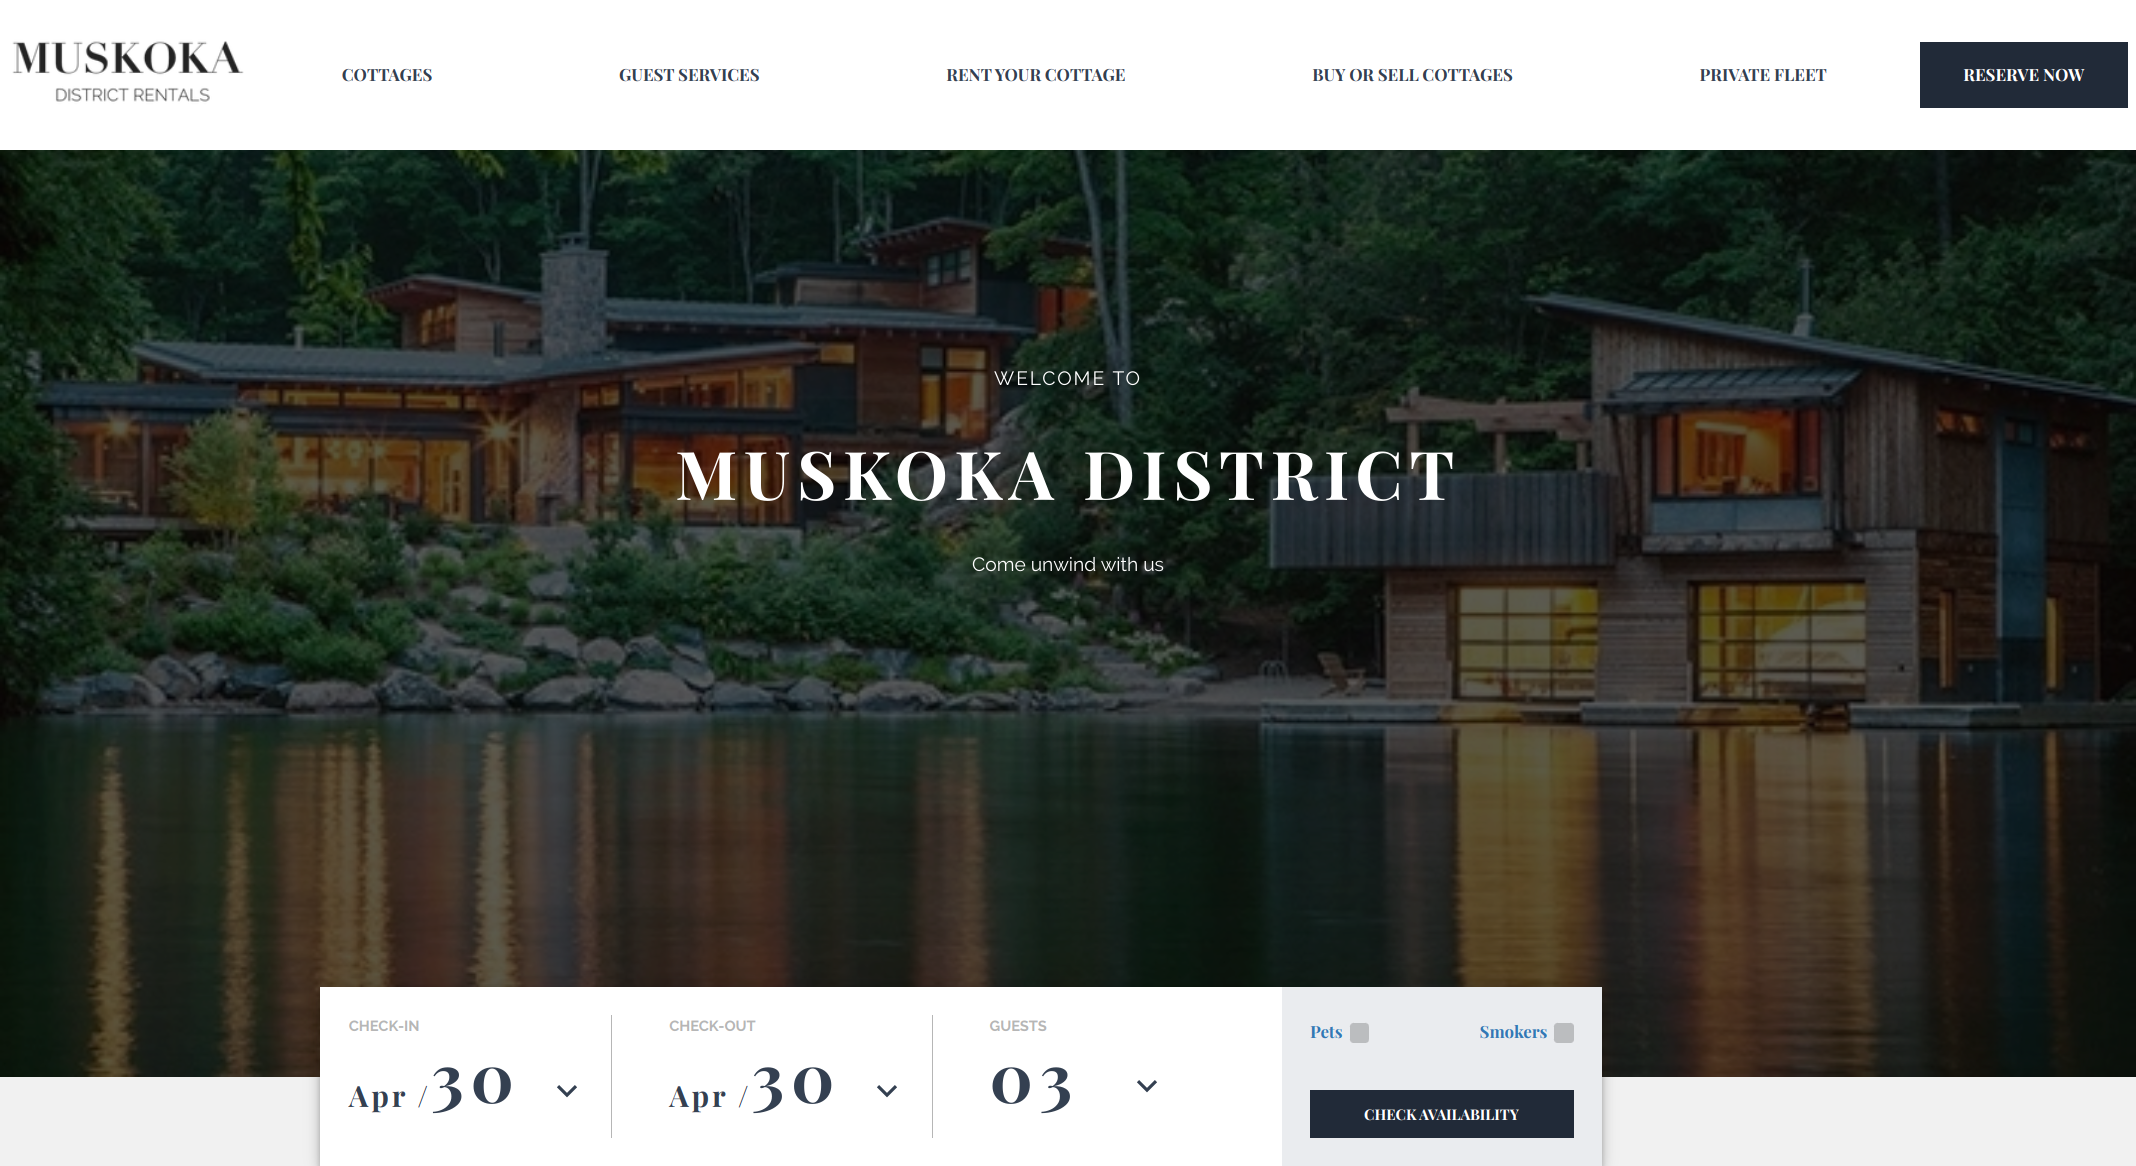 MUSKOKA
DISTRICT RENTALS
COTTAGES
GUEST SERVICES
RENT YOUR COTTAGE
BUY OR SELL COTTAGES
PRIVATE FLEET
RESERVE NOW
WELCOME TO
MUSKOKA DISTRICT
Come unwind with us
CHECK-IN
Apr / 30
CHECK-OUT
Apr / 30
GUESTS
03
Pets
Smokers
CHECK AVAILABILITY